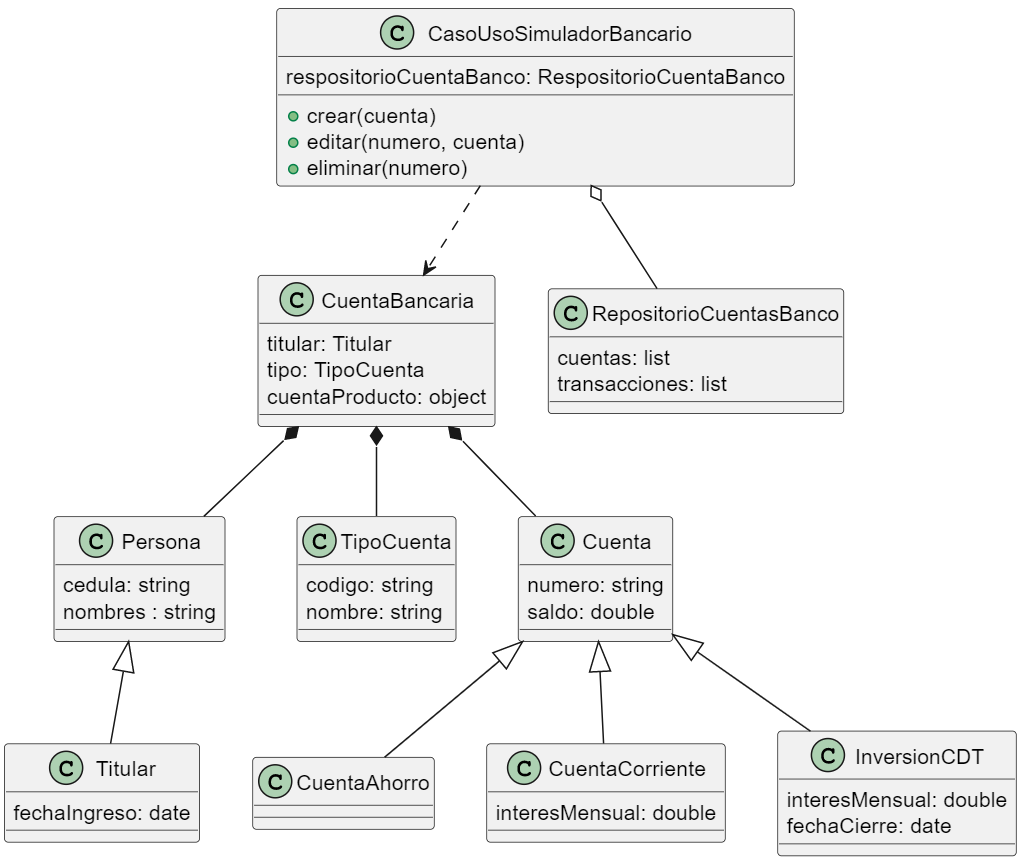 C CasoUsoSimuladorBancario
respositorioCuentaBanco: RespositorioCuentaBanco
crear(cuenta)
editar(numero, cuenta)
eliminar(numero)
C CuentaBancaria
titular: Titular
tipo: TipoCuenta
cuentaProducto: object
C RepositorioCuentasBanco
cuentas: list
transacciones: list
C Persona
cedula: string
nombres : string
C TipoCuenta
codigo: string
nombre: string
C Cuenta
numero: string
saldo: double
C Titular
fechaIngreso: date
C CuentaAhorro
C CuentaCorriente
interesMensual: double
C InversionCDT
interesMensual: double
fechaCierre: date